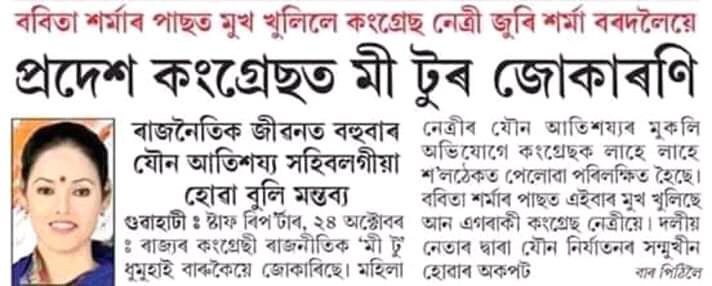 ববিতা শৰ্মাৰ পাছত মুখ খুলিলে কংগ্ৰেছ নেত্ৰী জুৰি শৰ্মা বৰদলৈয়ে
প্ৰদেশ কংগ্ৰেছত মী টুৰ জোকাৰণি
ৰাজনৈতিক জীৱনত বহুবাৰ
যৌন আতিশয্য সহিবলগীয়া
হোৱা বুলি মন্তব্য
গুৱাহাটী : ষ্টাফ ৰিপ'ৰ্টাৰ, ২৪ অক্টোবৰ
: ৰাজ্যৰ কংগ্ৰেছী ৰাজনীতিক ‘মী টু’
ধুমুহাই বাৰুকৈয়ে জোকাৰিছে। মহিলা
নেত্ৰীৰ যৌন আতিশয্যৰ মুকলি
অভিযোগে কংগ্ৰেছক লাহে লাহে
শ'লঠেকত পেলোৱা পৰিলক্ষিত হৈছে।
ববিতা শৰ্মাৰ পাছত এইবাৰ মুখ খুলিছে
আন এগৰাকী কংগ্ৰেছ নেত্ৰীয়ে। দলীয়
নেতাৰ দ্বাৰা যৌন নিৰ্যাতনৰ সন্মুখীন
হোৱাৰ অকপট বাৰ পিঠিলৈ